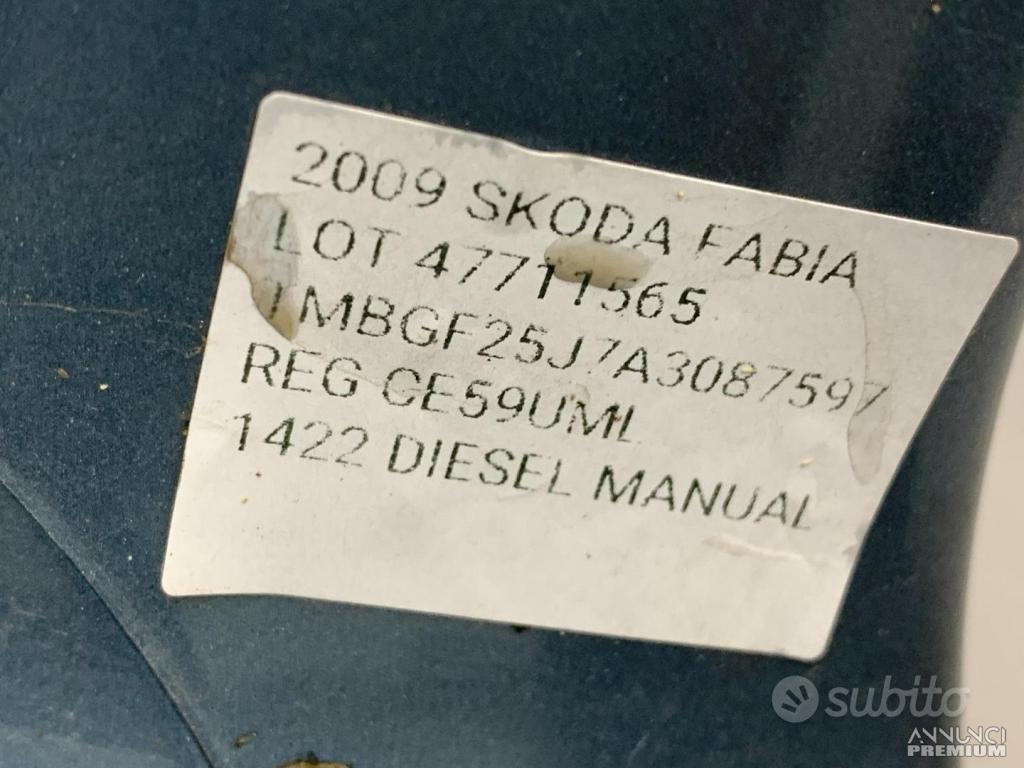 2009 SKODA FABIA
LOT 47711565
TMBGF25J7A3087597
REG CE59UML
1422 DIESEL MANUAL
subito
ANNUNCI
PREMIUM